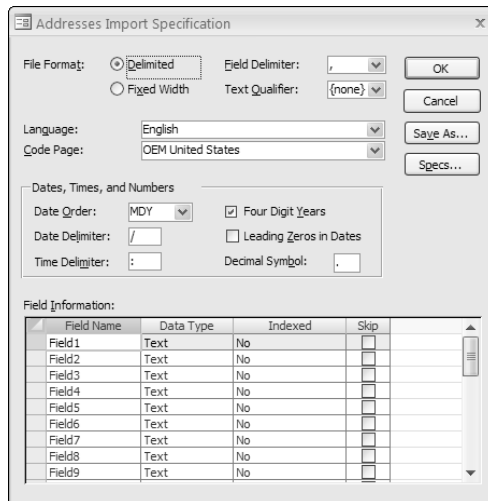 Addresses Import Specification x
File Format: Delimited Field Delimiter: , OK
Fixed Width Text Qualifier: {none} Cancel
Language: English Save As...
Code Page: OEM United States Specs...
Dates, Times, and Numbers
Date Order: MDY Four Digit Years
Date Delimiter: / Leading Zeros in Dates
Time Delimiter: : Decimal Symbol: .
Field Information:
Field Name Data Type Indexed Skip
Field1 Text No
Field2 Text No
Field3 Text No
Field4 Text No
Field5 Text No
Field6 Text No
Field7 Text No
Field8 Text No
Field9 Text No